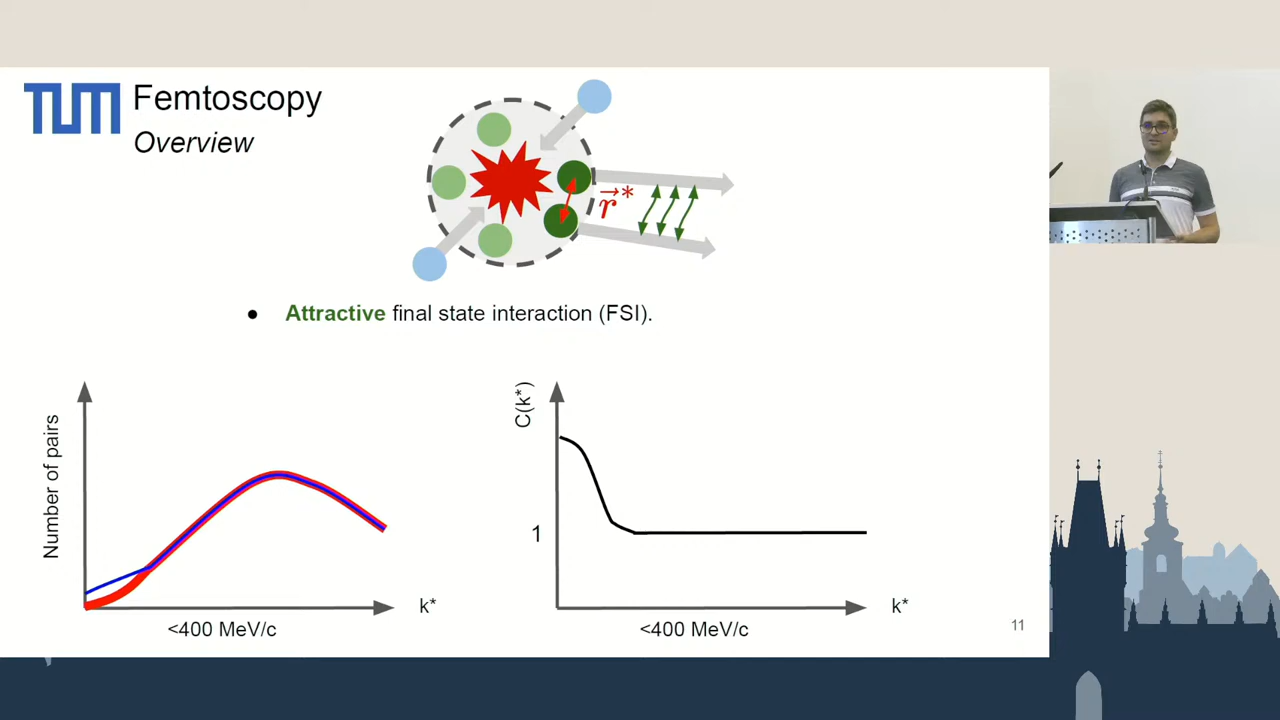 TUM
Femtoscopy
Overview
r*
● Attractive final state interaction (FSI).
Number of pairs
k*
<400 MeV/c
C(k*)
1
k*
<400 MeV/c
11